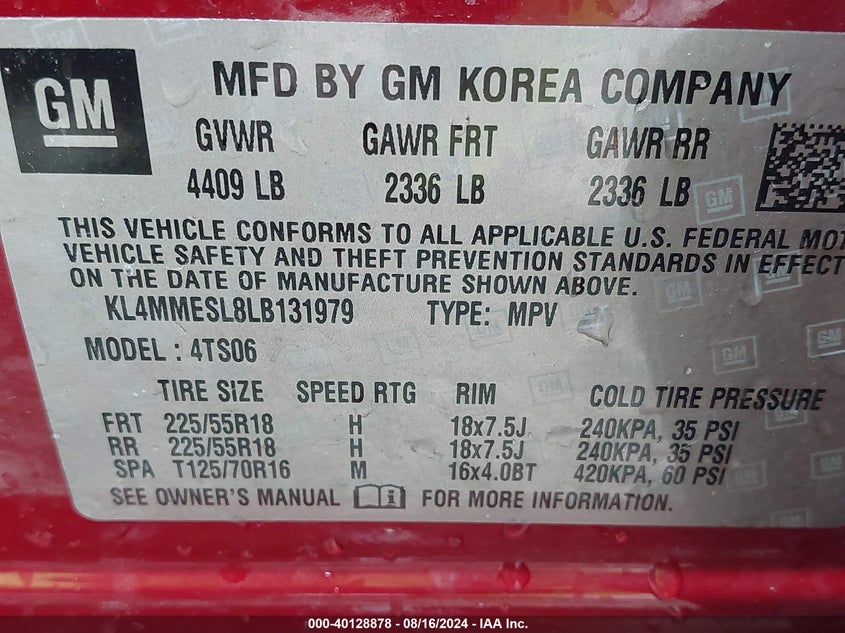 GM
MFD BY GM KOREA COMPANY
GVWR GAWR FRT GAWR RR
4409 LB 2336 LB 2336 LB
THIS VEHICLE CONFORMS TO ALL APPLICABLE U.S. FEDERAL MOT
VEHICLE SAFETY AND THEFT PREVENTION STANDARDS IN EFFECT
ON THE DATE OF MANUFACTURE SHOWN ABOVE.
KL4MMESL8LB131979 TYPE: MPV
MODEL : 4TS06
TIRE SIZE SPEED RTG RIM COLD TIRE PRESSURE
FRT 225/55R18 H 18x7.5J 240KPA, 35 PSI
RR 225/55R18 H 18x7.5J 240KPA, 35 PSI
SPA T125/70R16 M 16x4.0BT 420KPA, 60 PSI
SEE OWNER'S MANUAL i FOR MORE INFORMATION.
000-40128878 - 08/16/2024 - IAA Inc.